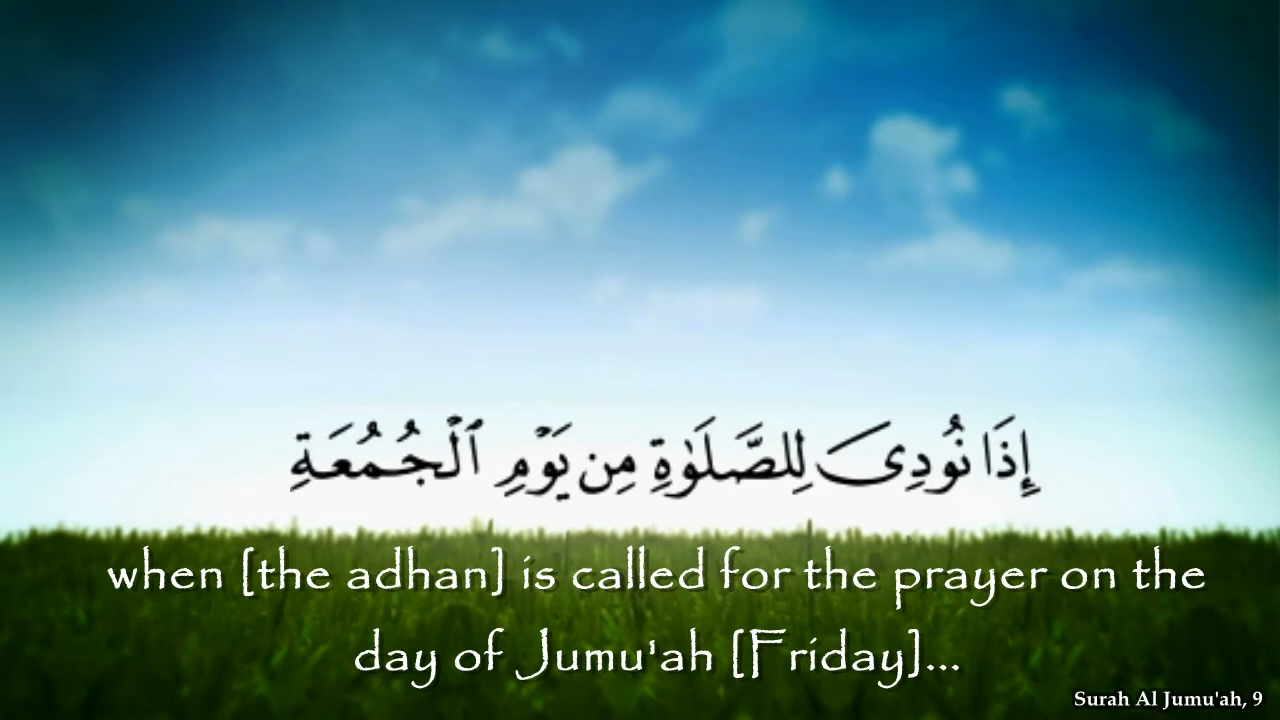 إِذَا نُودِىَ لِلصَّلَوٰةِ مِن يَوْمِ ٱلْجُمُعَةِ
when [the adhan] is called for the prayer on the
day of Jumu'ah [Friday]...
Surah Al Jumu'ah, 9